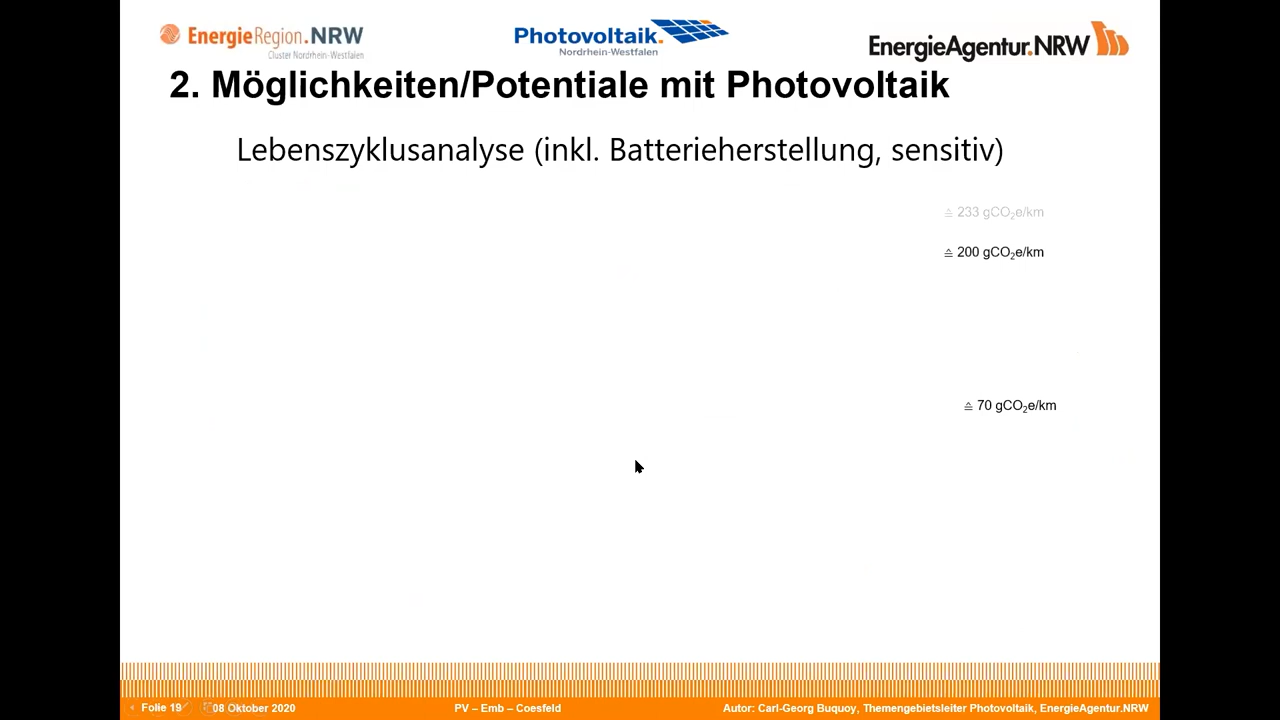 EnergieRegion.NRW
Cluster Nordrhein-Westfalen
Photovoltaik.
Nordrhein-Westfalen
EnergieAgentur.NRW
2. Möglichkeiten/Potentiale mit Photovoltaik
Lebenszyklusanalyse (inkl. Batterieherstellung, sensitiv)
≙ 233 gCO₂e/km
≙ 200 gCO₂e/km
≙ 70 gCO₂e/km
Folie 19 08 Oktober 2020 PV – Emb – Coesfeld Autor: Carl-Georg Buquoy, Themengebietsleiter Photovoltaik, EnergieAgentur.NRW